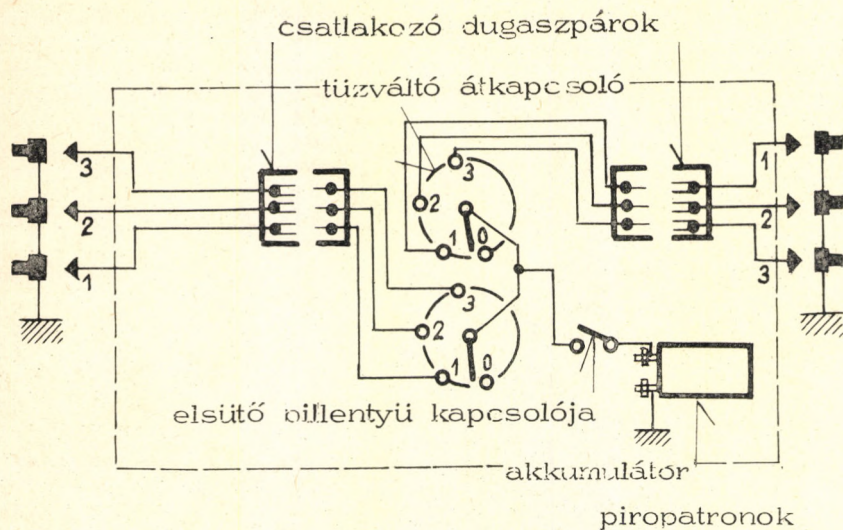 csatlakozó dugaszpárok
tüzváltó átkapcsoló
3
2
1
3
2
1
0
3
2
1
0
1
2
3
elsütő billentyü kapcsolója
akkumulátor
piropatronok